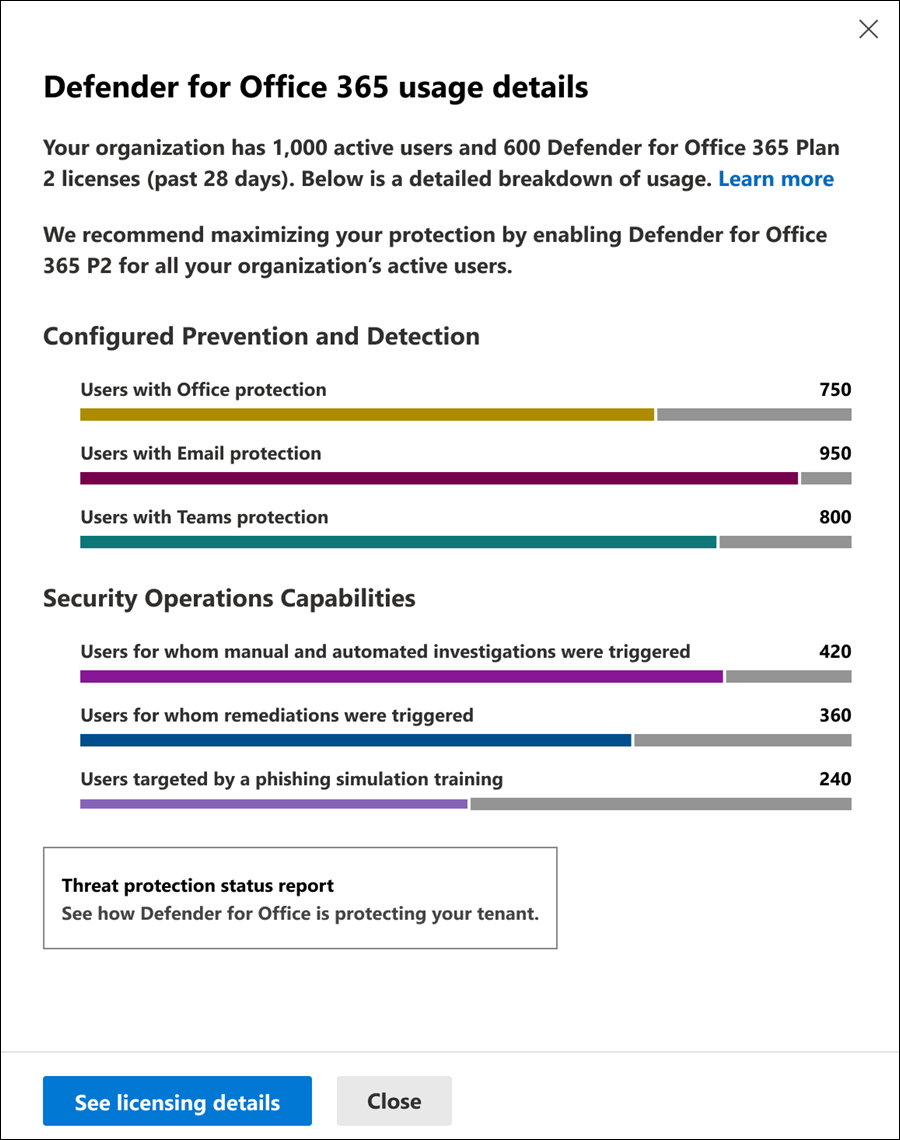 Defender for Office 365 usage details
Your organization has 1,000 active users and 600 Defender for Office 365 Plan
2 licenses (past 28 days). Below is a detailed breakdown of usage. Learn more
We recommend maximizing your protection by enabling Defender for Office
365 P2 for all your organization’s active users.
Configured Prevention and Detection
Users with Office protection 750
Users with Email protection 950
Users with Teams protection 800
Security Operations Capabilities
Users for whom manual and automated investigations were triggered 420
Users for whom remediations were triggered 360
Users targeted by a phishing simulation training 240
Threat protection status report
See how Defender for Office is protecting your tenant.
See licensing details Close